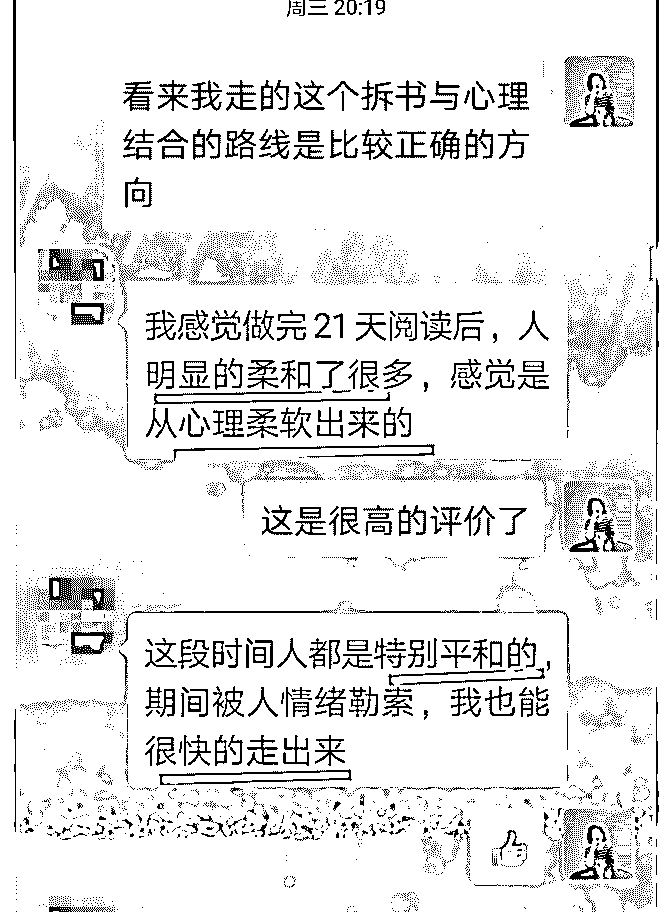 周三 20:19
看来我走的这个拆书与心理
结合的路线是比较正确的方
向
我感觉做完21天阅读后，人
明显的柔和了很多，感觉是
从心理柔软出来的
这是很高的评价了
这段时间人都是特别平和的，
期间被人情绪勒索，我也能
很快的走出来